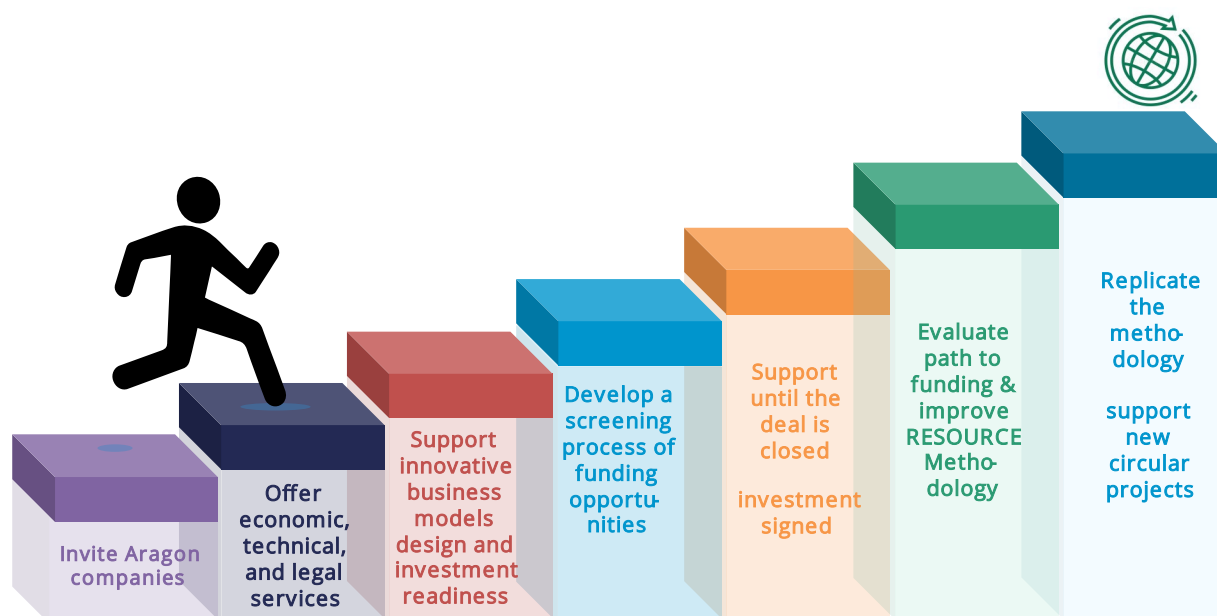 Invite Aragon
companies
Offer
economic,
technical,
and legal
services
Support
innovative
business
models
design and
investment
readiness
Develop a
screening
process of
funding
opportu-
nities
Support
until the
deal is
closed
investment
signed
Evaluate
path to
funding &
improve
RESOURCE
Metho-
dology
Replicate
the
metho-
dology
support
new
circular
projects